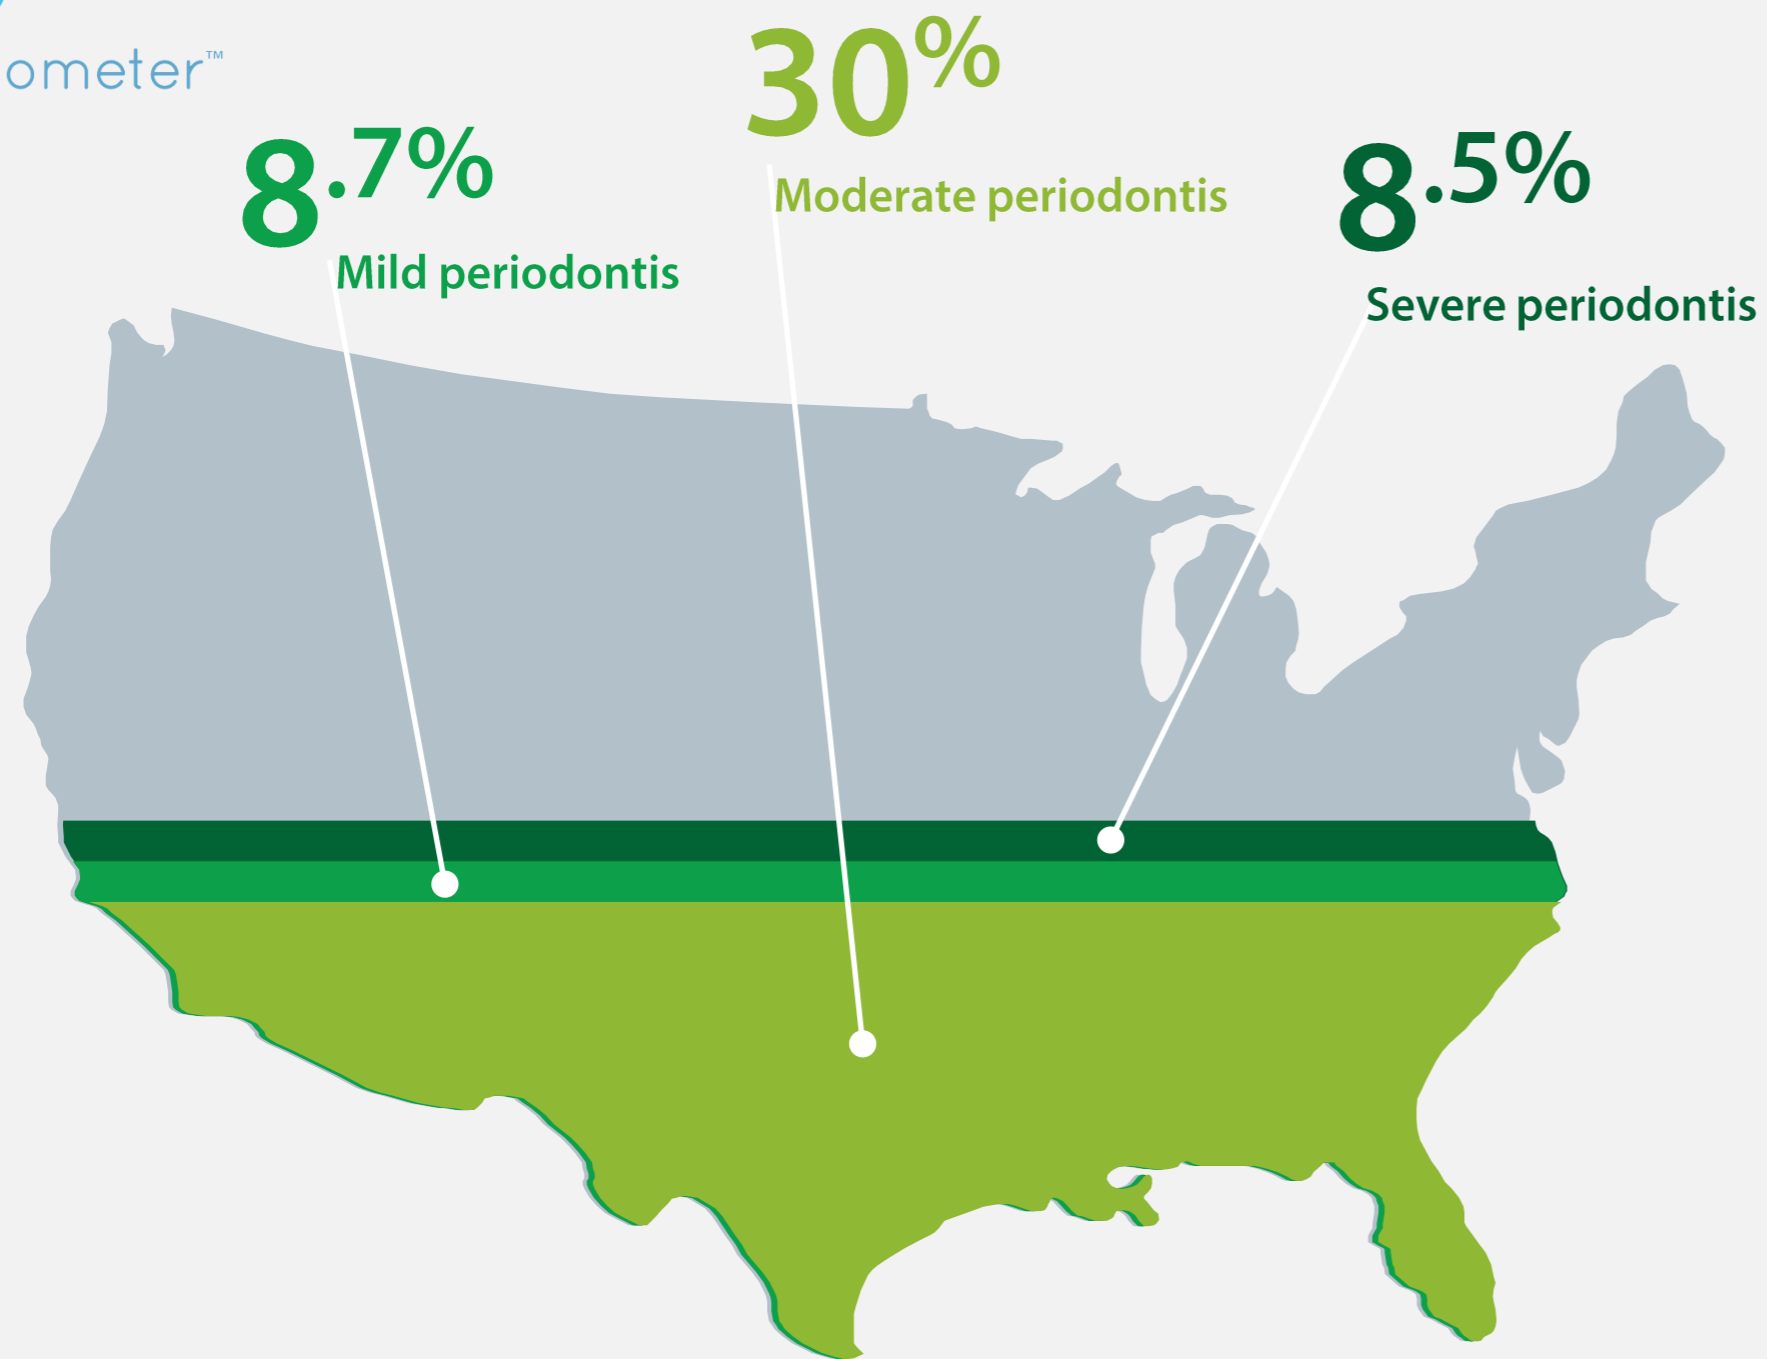 ometer™
30%
Moderate periodontis
8.7%
Mild periodontis
8.5%
Severe periodontis